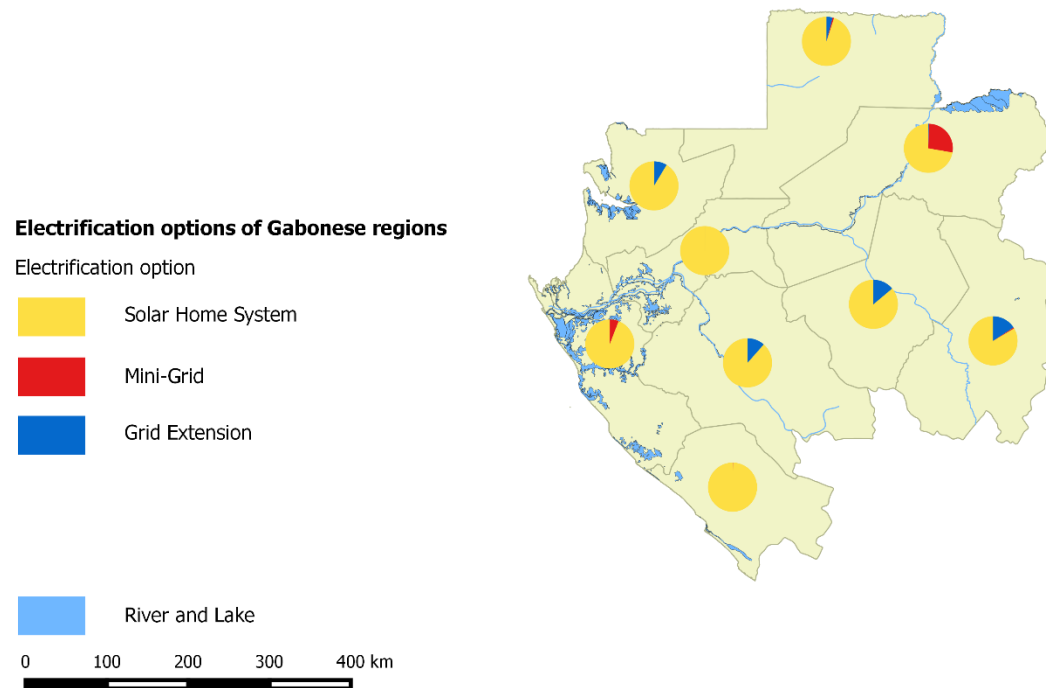 Electrification options of Gabonese regions
Electrification option
Solar Home System
Mini-Grid
Grid Extension
River and Lake
0 100 200 300 400 km